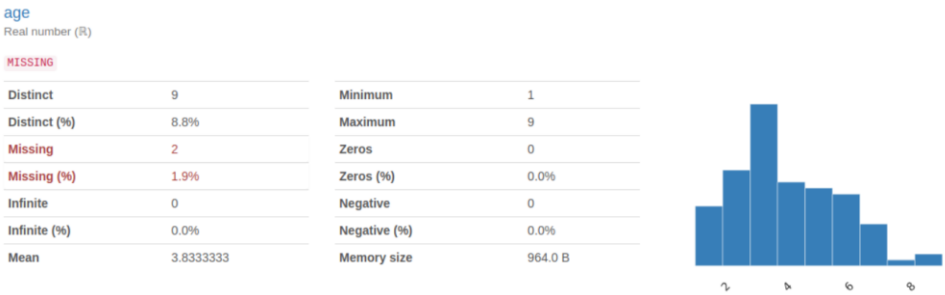 age
Real number (ℝ)
MISSING
Distinct 9
Distinct (%) 8.8%
Missing 2
Missing (%) 1.9%
Infinite 0
Infinite (%) 0.0%
Mean 3.8333333
Minimum 1
Maximum 9
Zeros 0
Zeros (%) 0.0%
Negative 0
Negative (%) 0.0%
Memory size 964.0 B
2 4 6 8